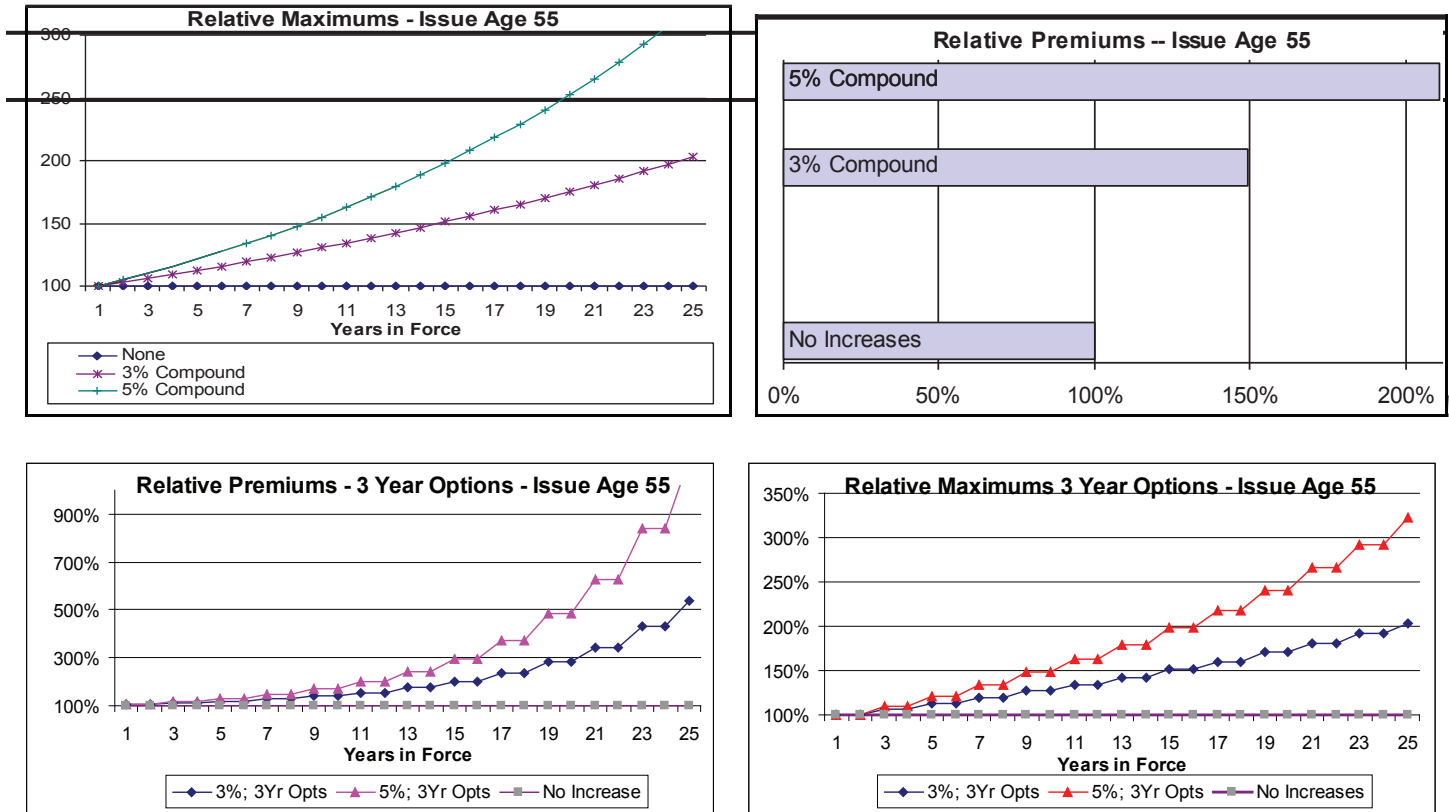 Relative Maximums - Issue Age 55
300
250
200
150
100
1 3 5 7 9 11 13 15 17 19 21 23 25
Years in Force
None
3% Compound
5% Compound
Relative Premiums -- Issue Age 55
5% Compound
3% Compound
No Increases
0% 50% 100% 150% 200%
Relative Premiums - 3 Year Options - Issue Age 55
900%
700%
500%
300%
100%
1 3 5 7 9 11 13 15 17 19 21 23 25
Years in Force
3%; 3Yr Opts 5%; 3Yr Opts No Increase
Relative Maximums 3 Year Options - Issue Age 55
350%
300%
250%
200%
150%
100%
1 3 5 7 9 11 13 15 17 19 21 23 25
Years in Force
3%; 3Yr Opts 5%; 3Yr Opts No Increases